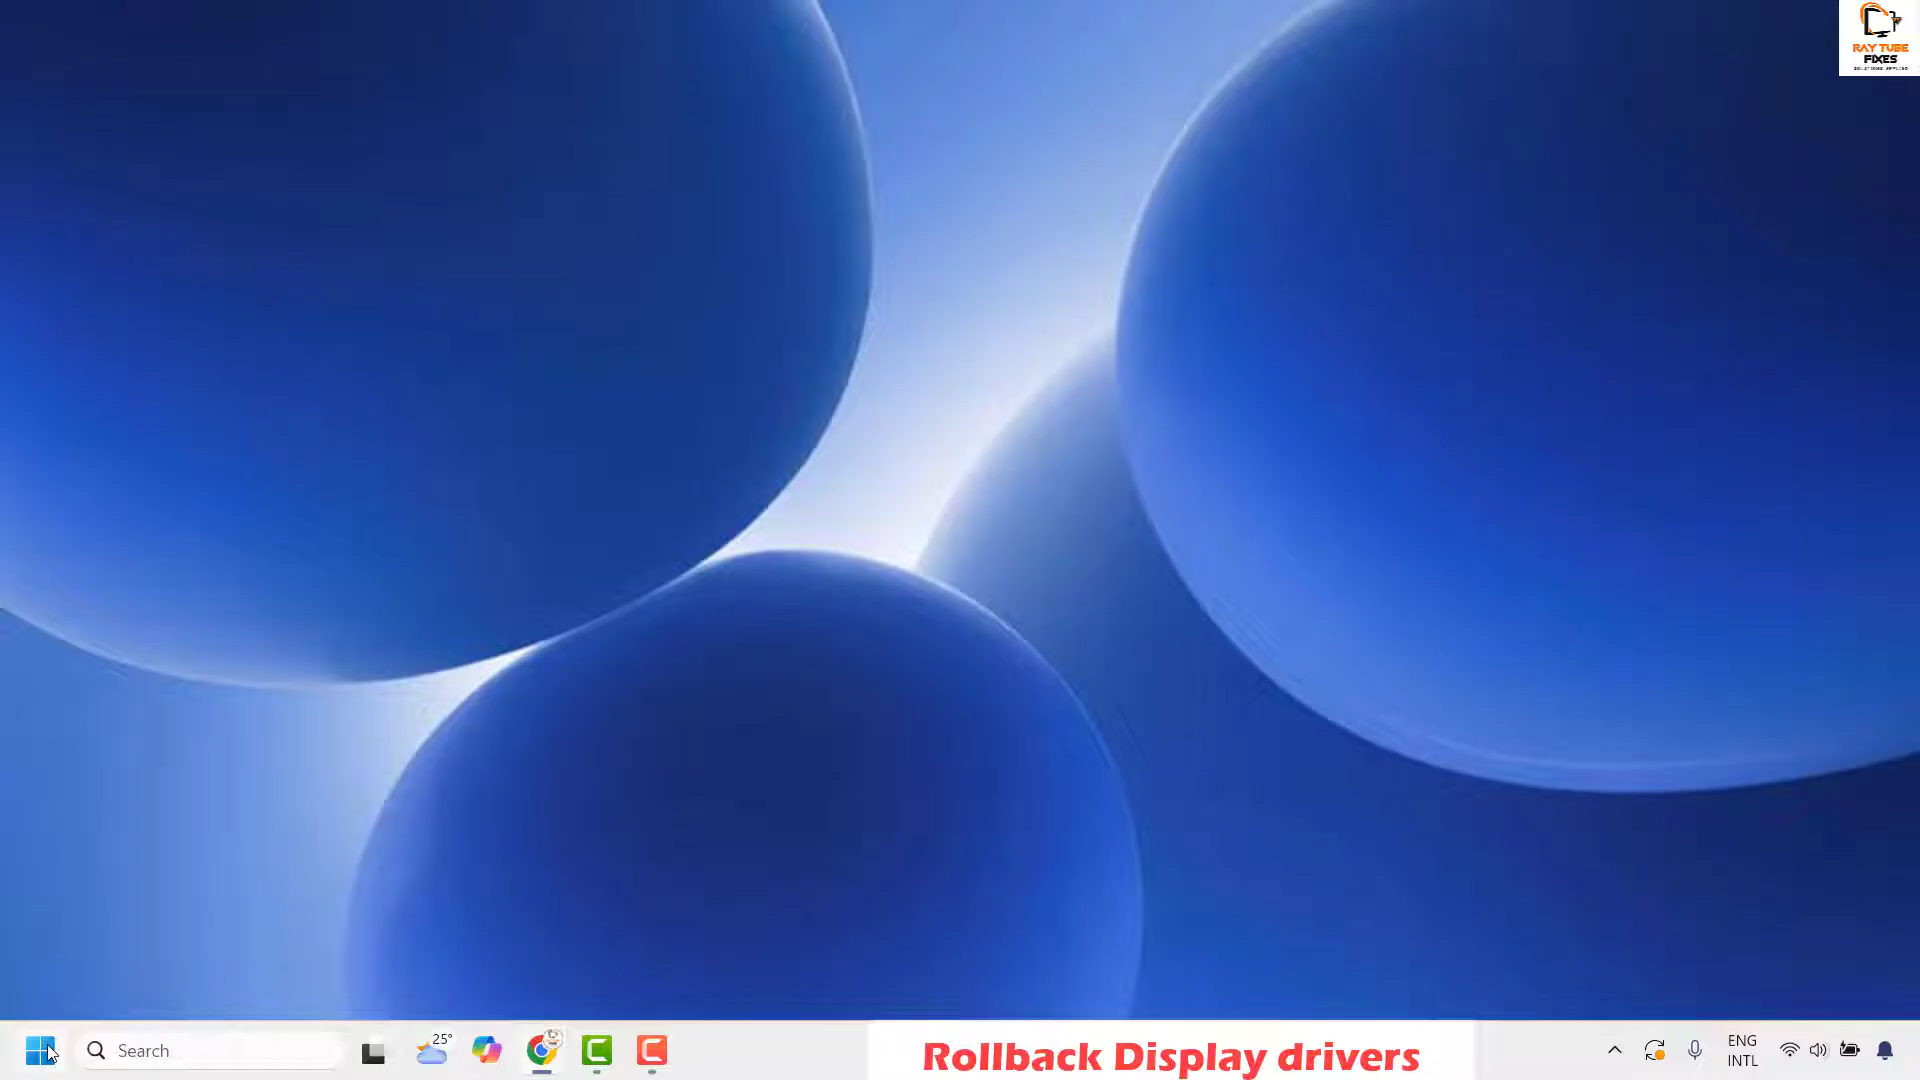 RAY TUBE
FIXES
Search
25°
Rollback Display drivers
ENG
INTL